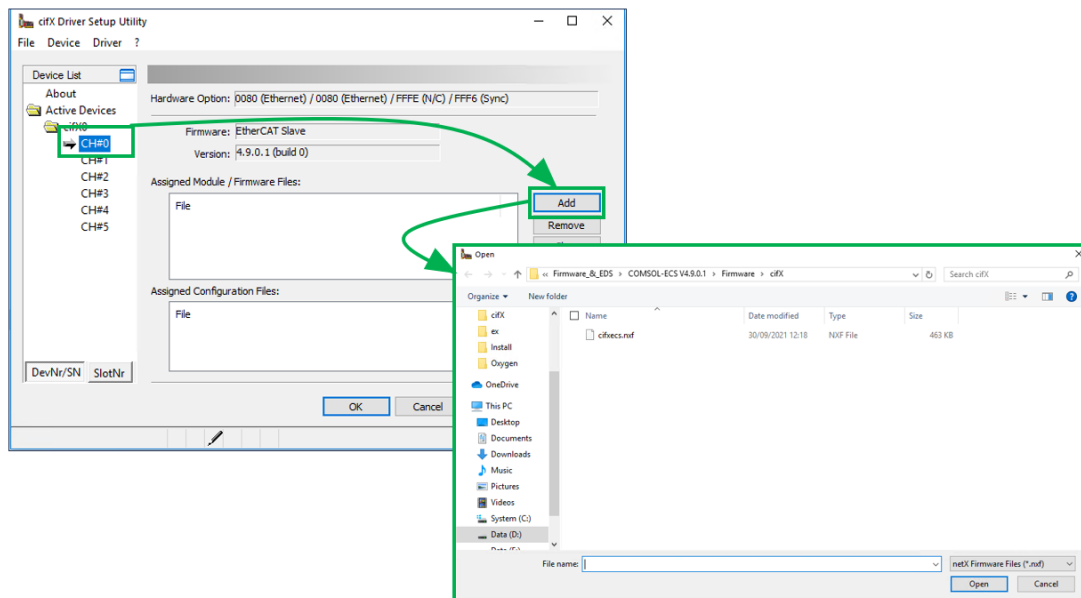 cifX Driver Setup Utility
File Device Driver ?
Device List
About
Active Devices
cifX0
CH#0
CH#1
CH#2
CH#3
CH#4
CH#5
DevNr/SN SlotNr
Hardware Option: 0080 (Ethernet) / 0080 (Ethernet) / FFFE (N/C) / FFF6 (Sync)
Firmware: EtherCAT Slave
Version: 4.9.0.1 (build 0)
Assigned Module / Firmware Files:
File
Add
Remove
Assigned Configuration Files:
File
OK Cancel
Open
« Firmware_&_EDS > COMSOL-ECS V4.9.0.1 > Firmware > cifX
Search cifX
Organize New folder
cifX
ex
Install
Oxygen
OneDrive
This PC
Desktop
Documents
Downloads
Music
Pictures
Videos
System (C:)
Data (D:)
Name Date modified Type Size
cifxecs.nxf 30/09/2021 12:18 NXF File 463 KB
File name: netX Firmware Files (*.nxf)
Open Cancel